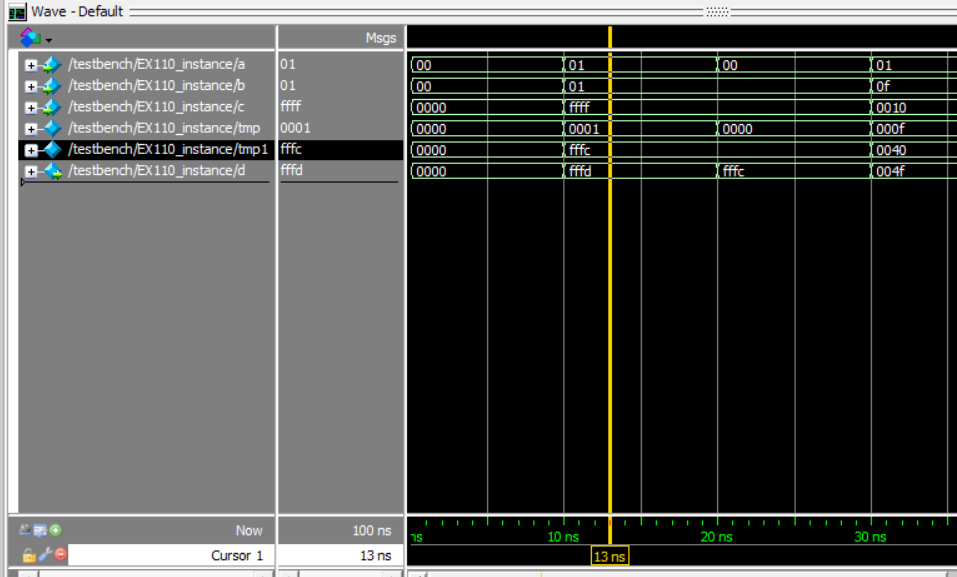 Wave - Default
Msgs
/testbench/EX110_instance/a 01 00 01 00 01
/testbench/EX110_instance/b 01 00 01 0f
/testbench/EX110_instance/c ffff 0000 ffff 0010
/testbench/EX110_instance/tmp 0001 0000 0001 0000 000f
/testbench/EX110_instance/tmp1 fffc 0000 fffc 0040
/testbench/EX110_instance/d fffd 0000 fffd fffc 004f
Now 100 ns ns 10 ns 20 ns 30 ns
Cursor 1 13 ns 13 ns